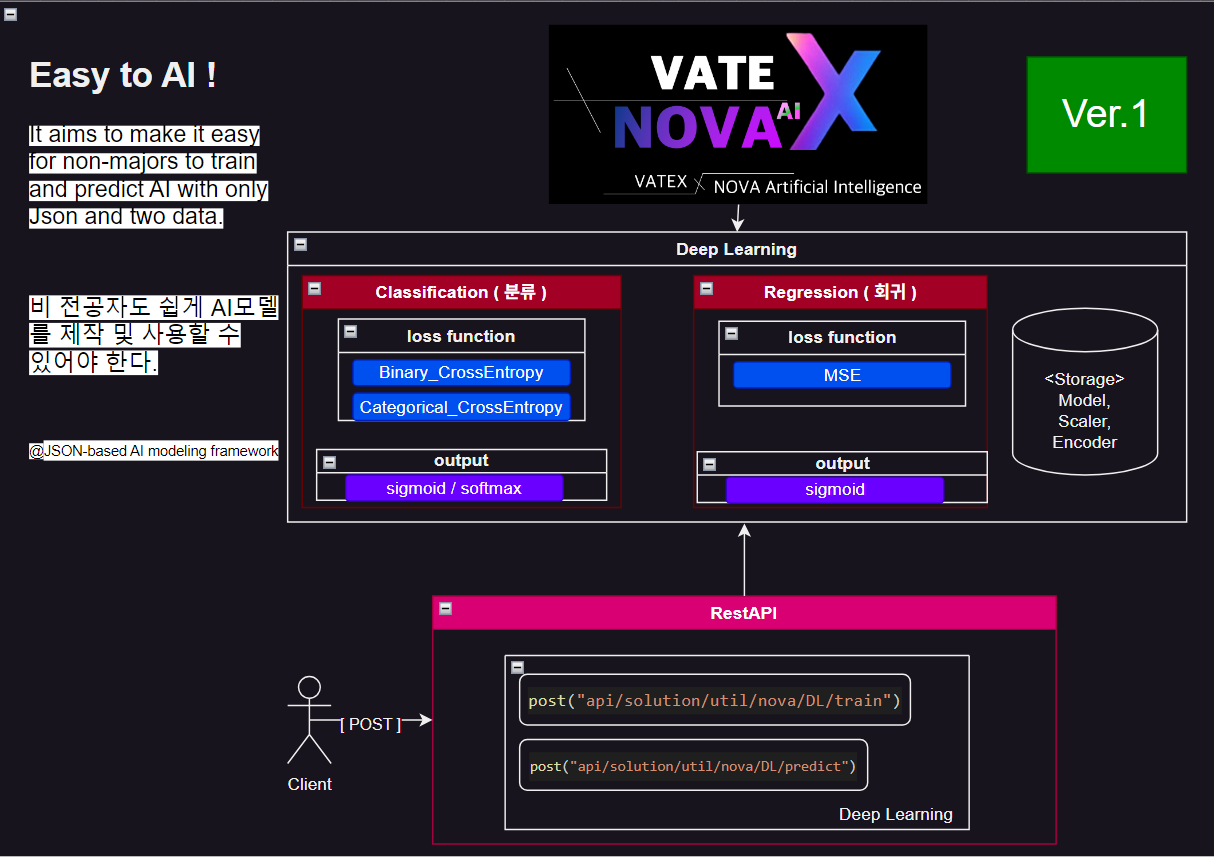 Easy to AI !
It aims to make it easy
for non-majors to train
and predict AI with only
Json and two data.
비 전공자도 쉽게 AI모델
를 제작 및 사용할 수
있어야 한다.
@JSON-based AI modeling framework
VATE X
NOVA AI
VATEX NOVA Artificial Intelligence
Ver.1
Deep Learning
Classification ( 분류 )
loss function
Binary_CrossEntropy
Categorical_CrossEntropy
output
sigmoid / softmax
Regression ( 회귀 )
loss function
MSE
output
sigmoid
<Storage>
Model,
Scaler,
Encoder
RestAPI
post("api/solution/util/nova/DL/train")
post("api/solution/util/nova/DL/predict")
Deep Learning
[ POST ]
Client